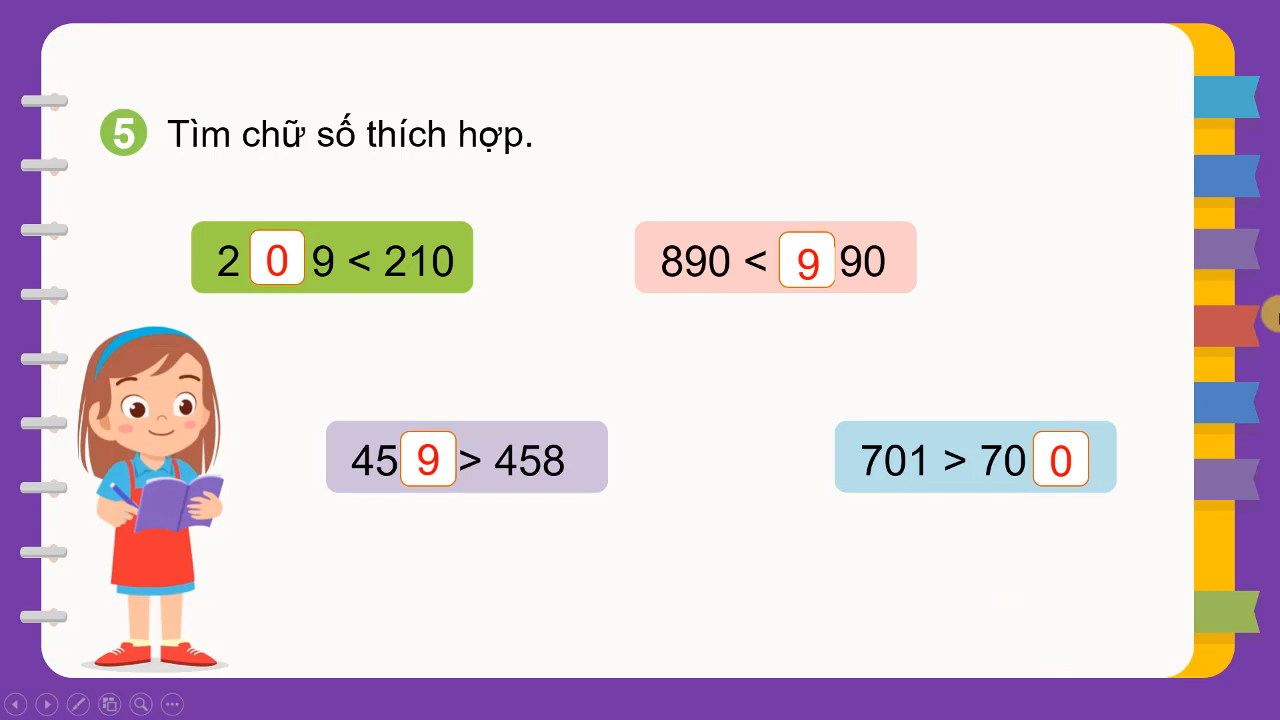 5 Tìm chữ số thích hợp.
2 0 9 < 210
890 < 9 90
45 9 > 458
701 > 70 0